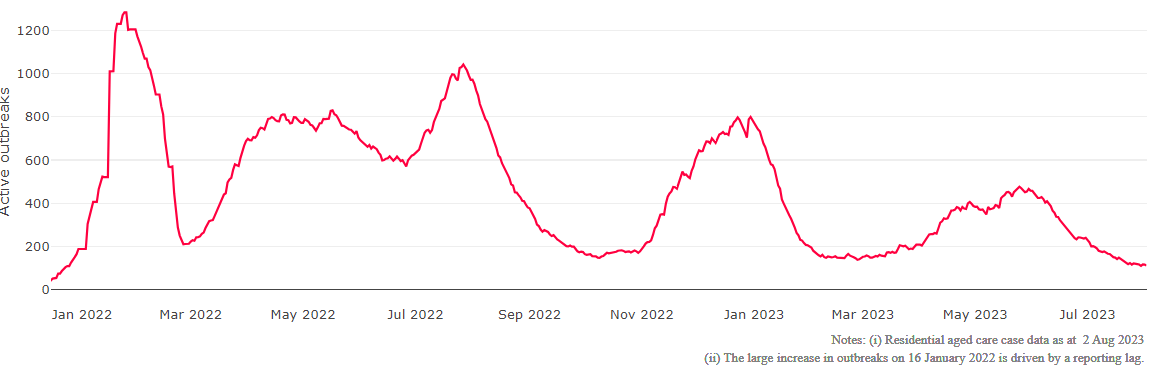 Active outbreaks
1200
1000
800
600
400
200
0
Jan 2022 Mar 2022 May 2022 Jul 2022 Sep 2022 Nov 2022 Jan 2023 Mar 2023 May 2023 Jul 2023
Notes: (i) Residential aged care case data as at 2 Aug 2023
(ii) The large increase in outbreaks on 16 January 2022 is driven by a reporting lag.